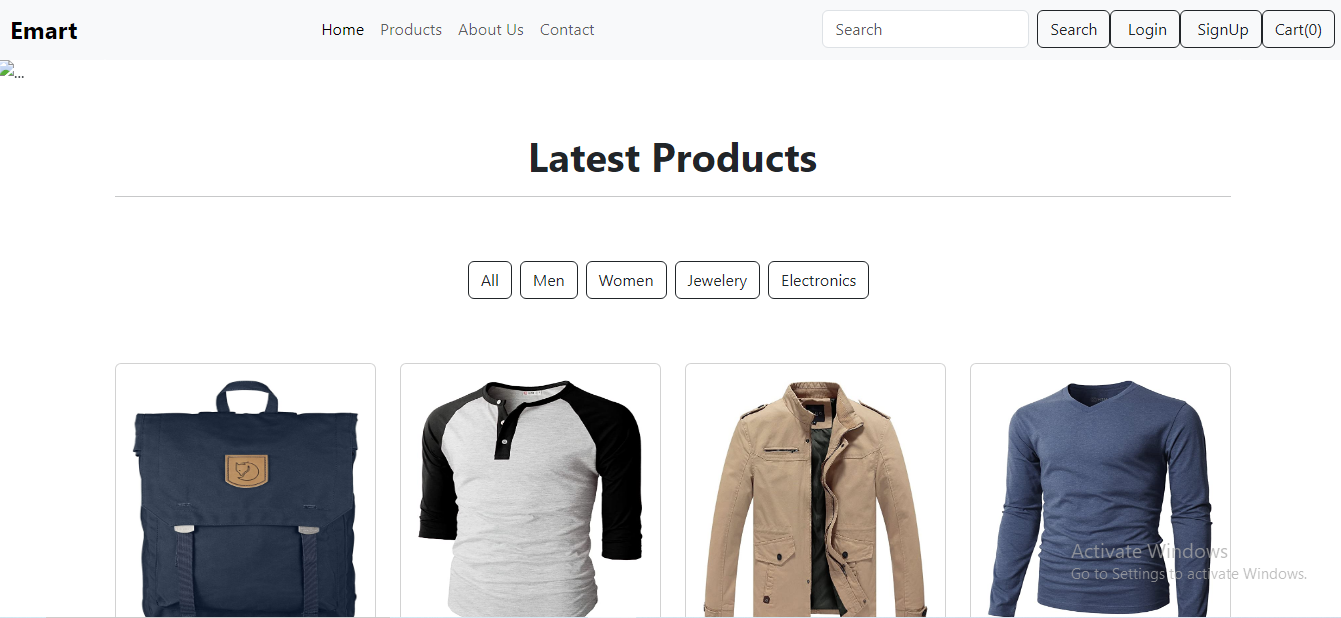 Emart
Home Products About Us Contact
Search
Search Login SignUp Cart(0)
...
Latest Products
All Men Women Jewelery Electronics
Activate Windows
Go to Settings to activate Windows.